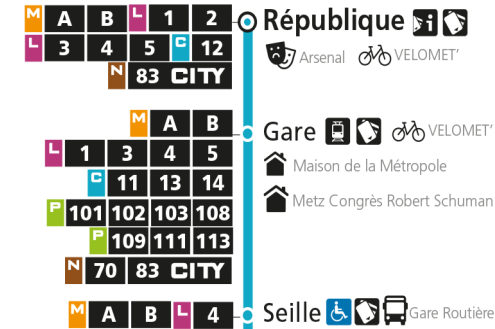 M A B L 1 2 République i
L 3 4 5 C 12 Arsenal VELOMET'
N 83 CITY
M A B Gare VELOMET'
L 1 3 4 5 Maison de la Métropole
C 11 13 14
P 101 102 103 108 Metz Congrès Robert Schuman
P 109 111 113
N 70 83 CITY
M A B L 4 Seille Gare Routière